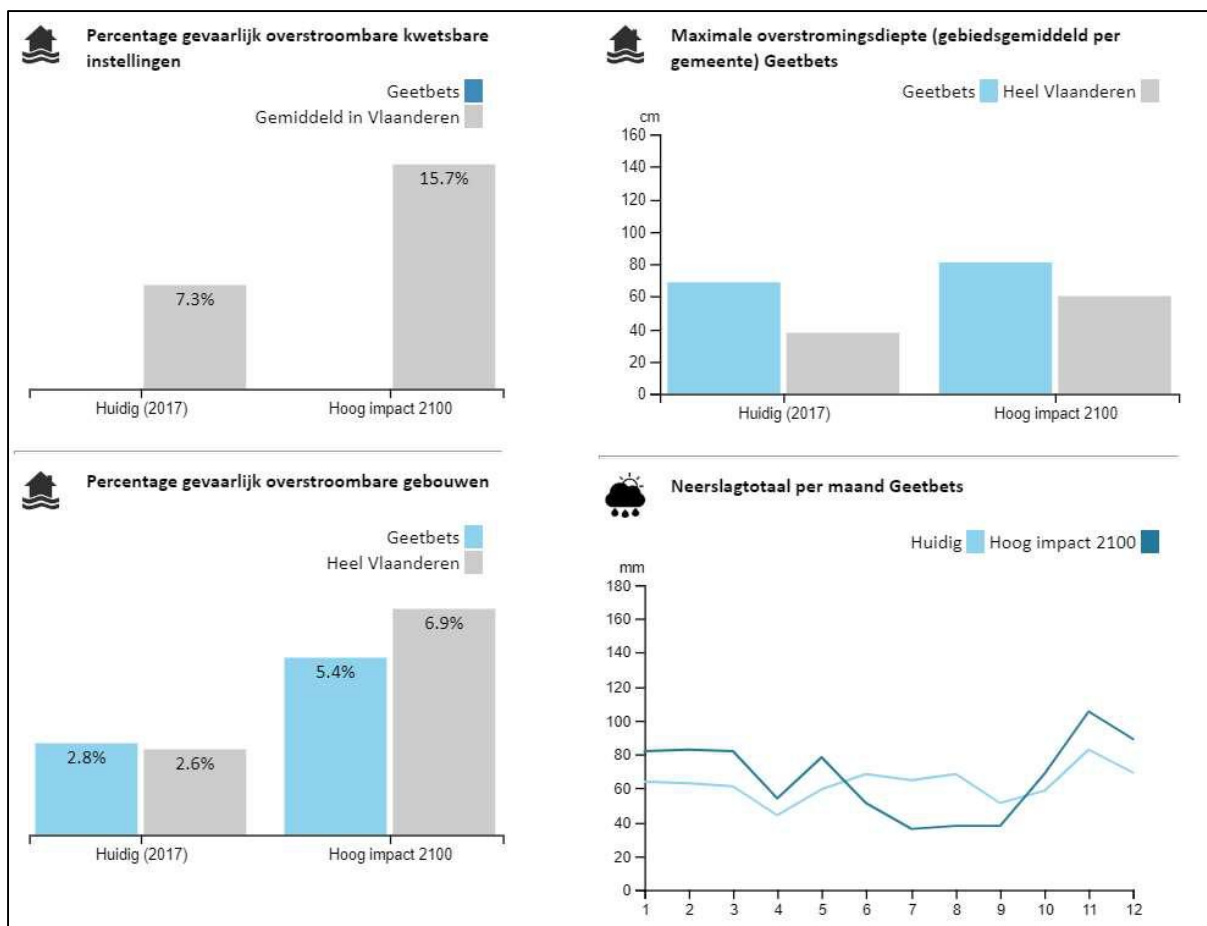 Percentage gevaarlijk overstroombare kwetsbare
instellingen
Geetbets
Gemiddeld in Vlaanderen
15.7%
7.3%
Huidig (2017)
Hoog impact 2100
Maximale overstromingsdiepte (gebiedsgemiddeld per
gemeente) Geetbets
Geetbets
Heel Vlaanderen
cm
160
140
120
100
80
60
40
20
0
Huidig (2017)
Hoog impact 2100
Percentage gevaarlijk overstroombare gebouwen
Geetbets
Heel Vlaanderen
6.9%
5.4%
2.8%
2.6%
Huidig (2017)
Hoog impact 2100
Neerslagtotaal per maand Geetbets
Huidig
Hoog impact 2100
mm
180
160
140
120
100
80
60
40
20
0
1 2 3 4 5 6 7 8 9 10 11 12